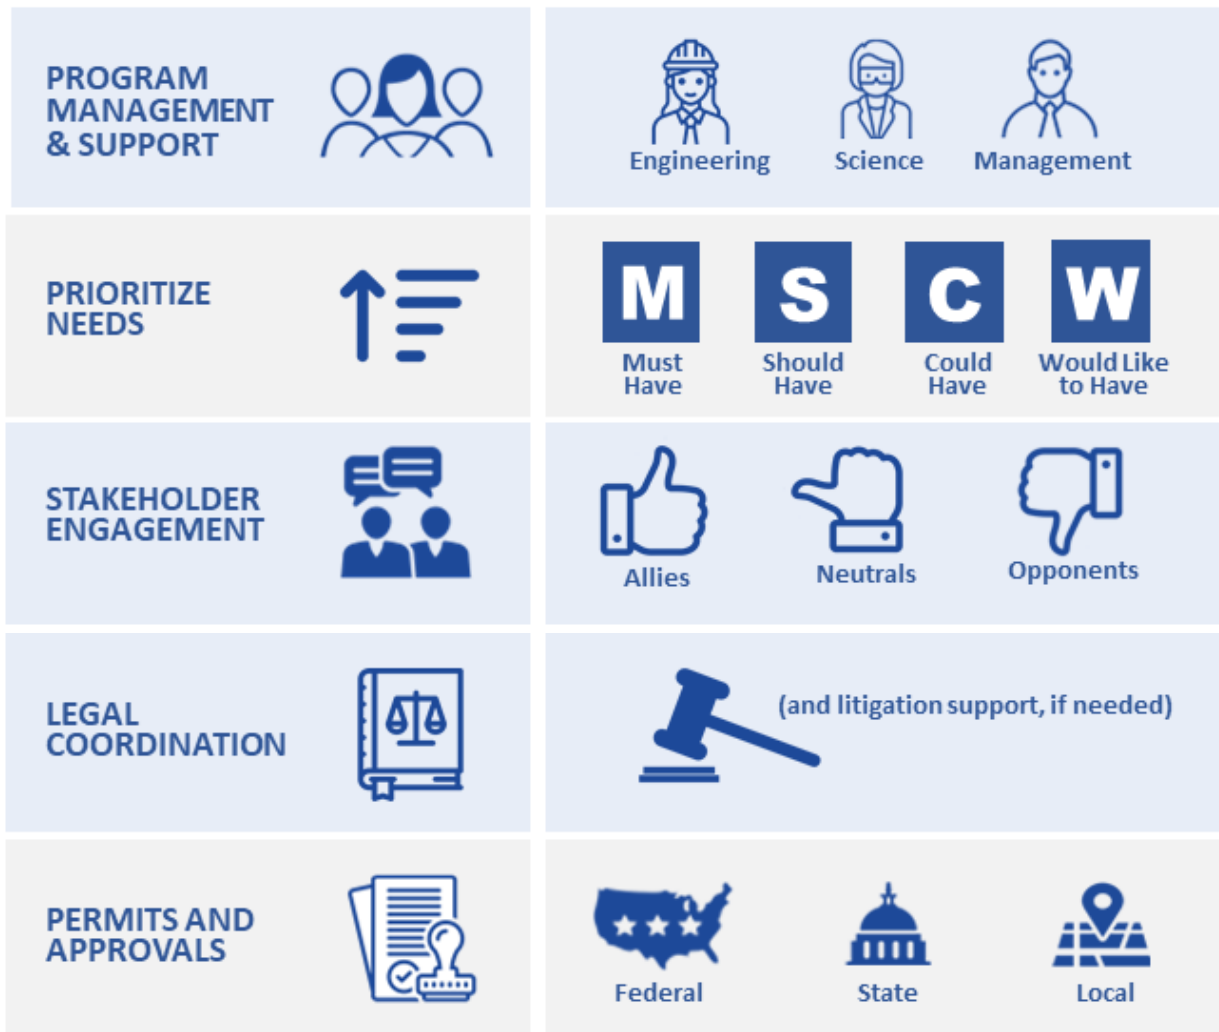 PROGRAM
MANAGEMENT
& SUPPORT
Engineering
Science
Management
PRIORITIZE
NEEDS
M
S
C
W
Must
Have
Should
Have
Could
Have
Would Like
to Have
STAKEHOLDER
ENGAGEMENT
Allies
Neutrals
Opponents
LEGAL
COORDINATION
(and litigation support, if needed)
PERMITS AND
APPROVALS
Federal
State
Local